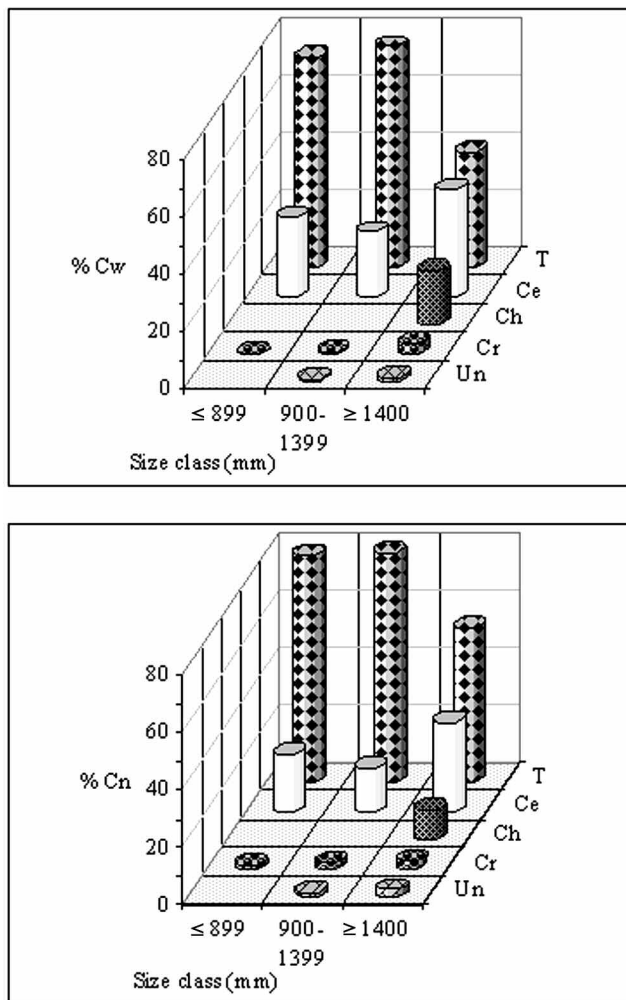 80
60
% Cw
40
20
0
T
Ce
Ch
Cr
Un
≤ 899 900- ≥ 1400
1399
Size class (mm)
80
60
% Cn
40
20
0
T
Ce
Ch
Cr
Un
≤ 899 900- ≥ 1400
1399
Size class (mm)